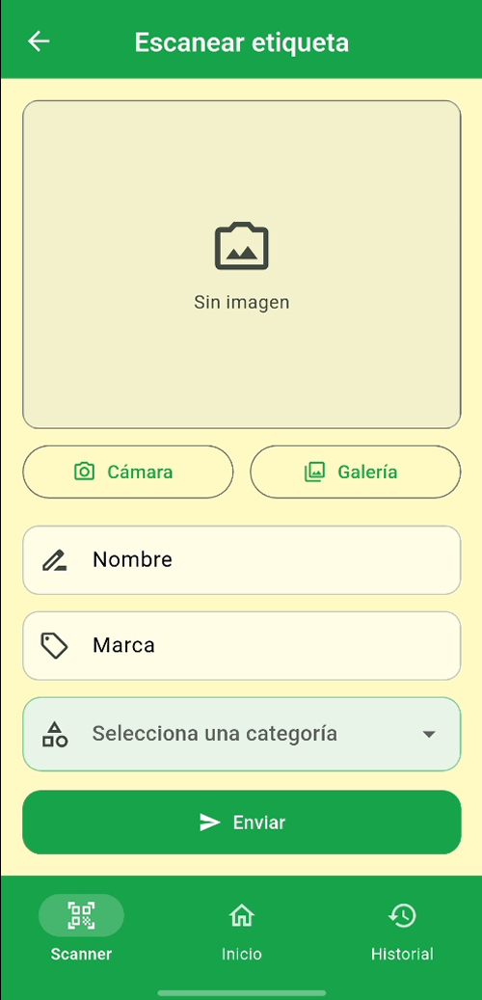 Escanear etiqueta
Sin imagen
Cámara
Galería
Nombre
Marca
Selecciona una categoría
Enviar
Scanner
Inicio
Historial